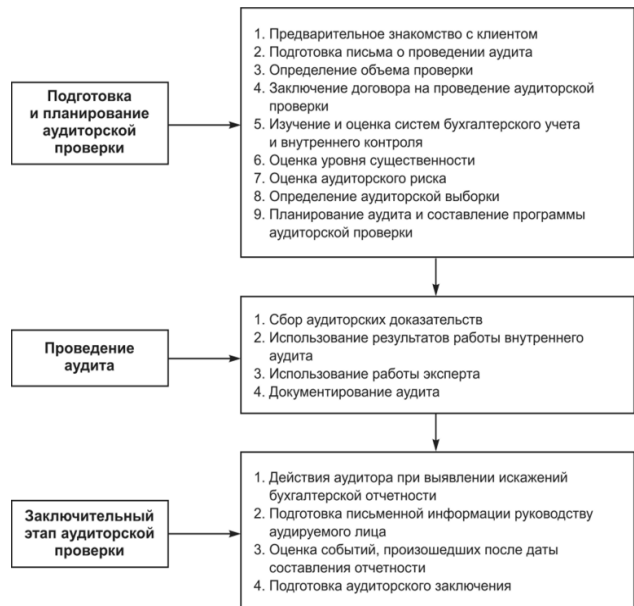 Подготовка
и планирование
аудиторской
проверки
1. Предварительное знакомство с клиентом
2. Подготовка письма о проведении аудита
3. Определение объема проверки
4. Заключение договора на проведение аудиторской
проверки
5. Изучение и оценка систем бухгалтерского учета
и внутреннего контроля
6. Оценка уровня существенности
7. Оценка аудиторского риска
8. Определение аудиторской выборки
9. Планирование аудита и составление программы
аудиторской проверки
Проведение
аудита
1. Сбор аудиторских доказательств
2. Использование результатов работы внутреннего
аудита
3. Использование работы эксперта
4. Документирование аудита
Заключительный
этап аудиторской
проверки
1. Действия аудитора при выявлении искажений
бухгалтерской отчетности
2. Подготовка письменной информации руководству
аудируемого лица
3. Оценка событий, произошедших после даты
составления отчетности
4. Подготовка аудиторского заключения